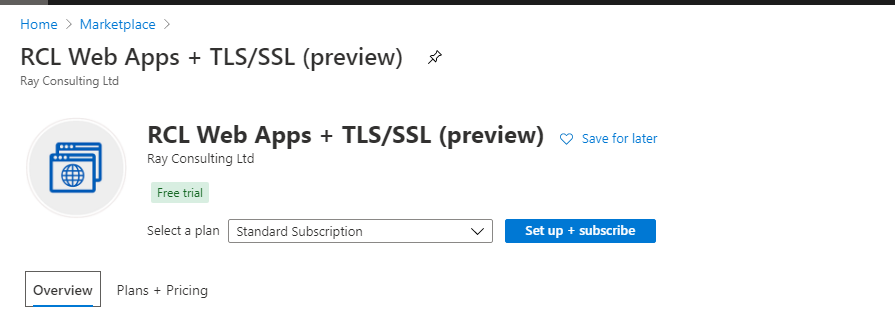 Home > Marketplace >
RCL Web Apps + TLS/SSL (preview)
Ray Consulting Ltd
RCL Web Apps + TLS/SSL (preview) Save for later
Ray Consulting Ltd
Free trial
Select a plan Standard Subscription Set up + subscribe
Overview Plans + Pricing